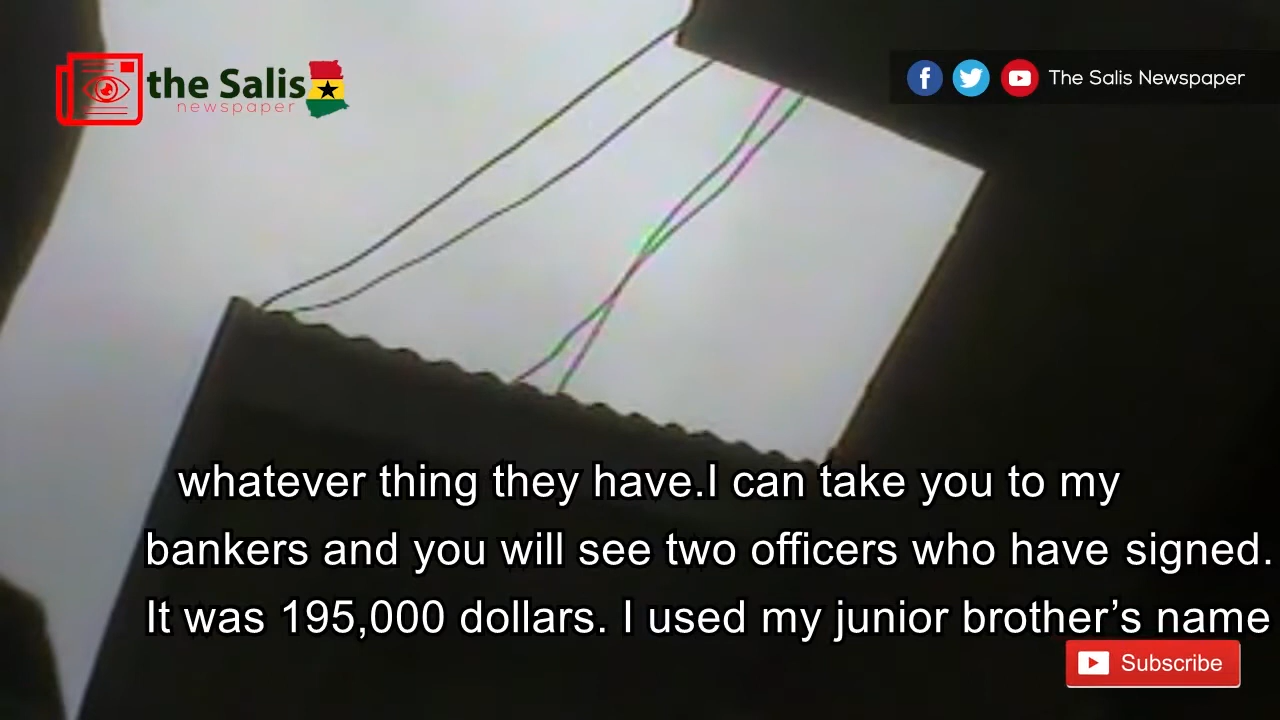 the Salis
newspaper
The Salis Newspaper
whatever thing they have.I can take you to my
bankers and you will see two officers who have signed.
It was 195,000 dollars. I used my junior brother’s name
Subscribe